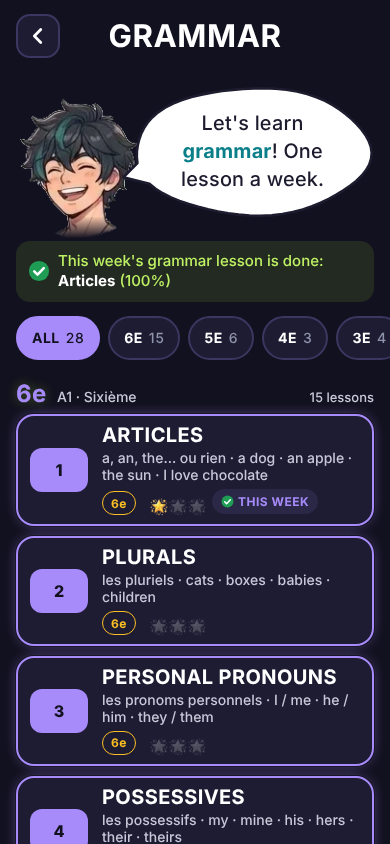 GRAMMAR
Let's learn
grammar! One
lesson a week.
This week's grammar lesson is done:
Articles (100%)
ALL 28
6E 15
5E 6
4E 3
3E 4
6e A1 · Sixième 15 lessons
1
ARTICLES
a, an, the... ou rien · a dog · an apple ·
the sun · I love chocolate
6e THIS WEEK
2
PLURALS
les pluriels · cats · boxes · babies ·
children
6e
3
PERSONAL PRONOUNS
les pronoms personnels · I / me · he /
him · they / them
6e
4
POSSESSIVES
les possessifs · my · mine · his · hers ·
their · theirs